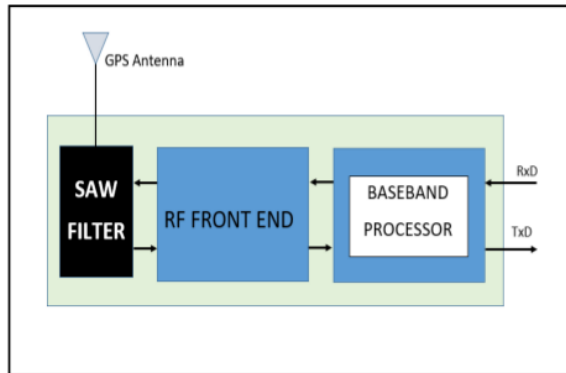 GPS Antenna
SAW
FILTER
RF FRONT END
BASEBAND
PROCESSOR
RxD
TxD